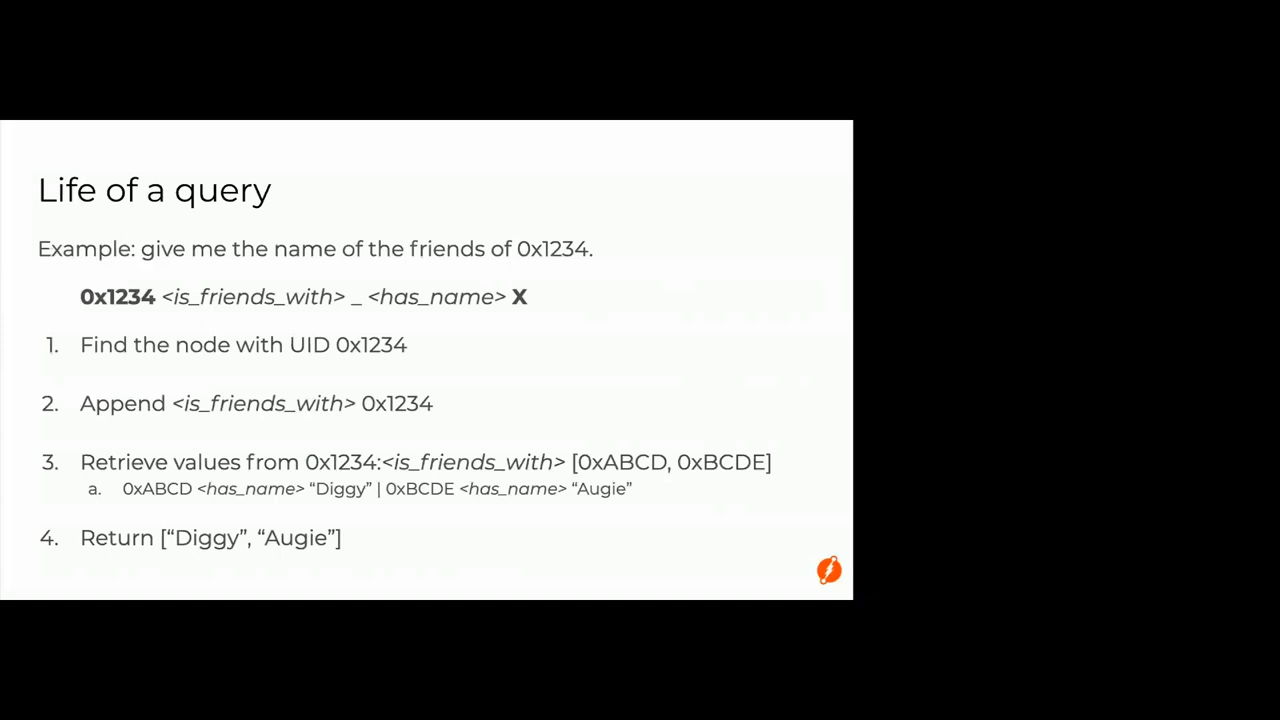 Life of a query
Example: give me the name of the friends of 0x1234.
0x1234 <is_friends_with> _ <has_name> X
1. Find the node with UID 0x1234
2. Append <is_friends_with> 0x1234
3. Retrieve values from 0x1234:<is_friends_with> [0xABCD, 0xBCDE]
a. 0xABCD <has_name> “Diggy” | 0xBCDE <has_name> “Augie”
4. Return [“Diggy”, “Augie”]